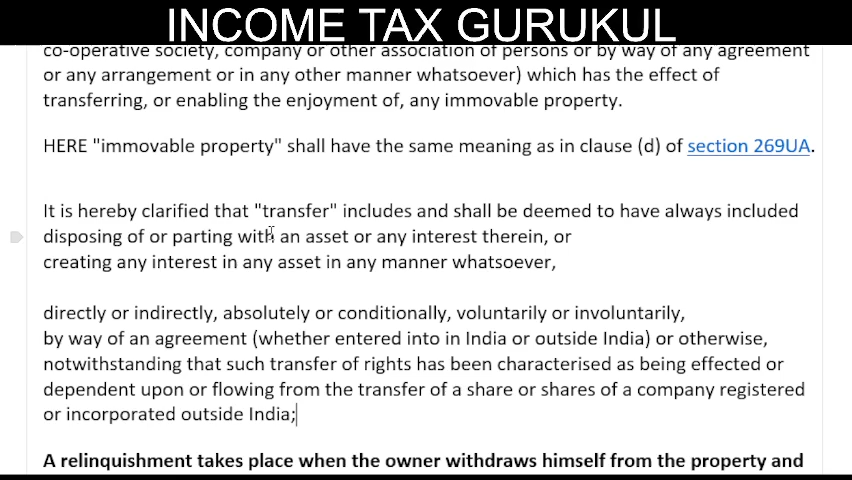 INCOME TAX GURUKUL
co-operative society, company or other association of persons or by way of any agreement
or any arrangement or in any other manner whatsoever) which has the effect of
transferring, or enabling the enjoyment of, any immovable property.
HERE "immovable property" shall have the same meaning as in clause (d) of section 269UA.
It is hereby clarified that "transfer" includes and shall be deemed to have always included
disposing of or parting with an asset or any interest therein, or
creating any interest in any asset in any manner whatsoever,
directly or indirectly, absolutely or conditionally, voluntarily or involuntarily,
by way of an agreement (whether entered into in India or outside India) or otherwise,
notwithstanding that such transfer of rights has been characterised as being effected or
dependent upon or flowing from the transfer of a share or shares of a company registered
or incorporated outside India;
A relinquishment takes place when the owner withdraws himself from the property and